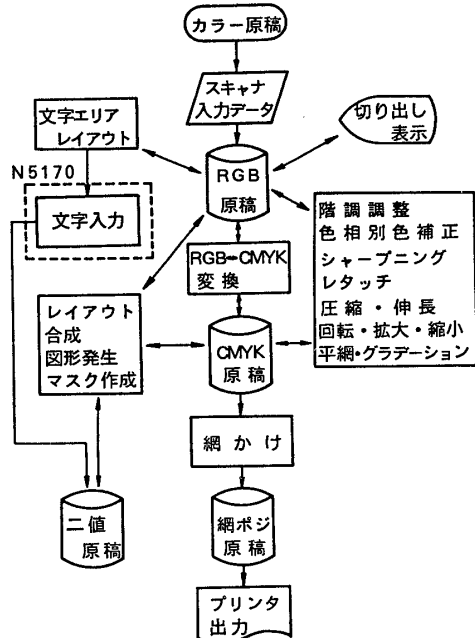 カラー原稿
スキャナ
入力データ
文字エリア
レイアウト
切り出し
表示
N5170
RGB
原稿
文字入力
階調調整
色相別色補正
シャープニング
レタッチ
圧縮・伸長
回転・拡大・縮小
平網・グラデーション
RGB↔CMYK
変換
レイアウト
合成
図形発生
マスク作成
CMYK
原稿
網かけ
二値
原稿
網ポジ
原稿
プリンタ
出力